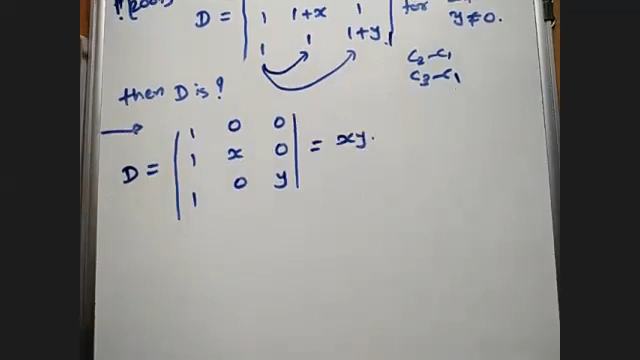 D = | 1 1+x 1 | for
y≠0.
1 1 1+y
C₂-C₁
C₃-C₁
then D is?
→ | 1 0 0 |
D = | 1 x 0 | = xy.
| 1 0 y |